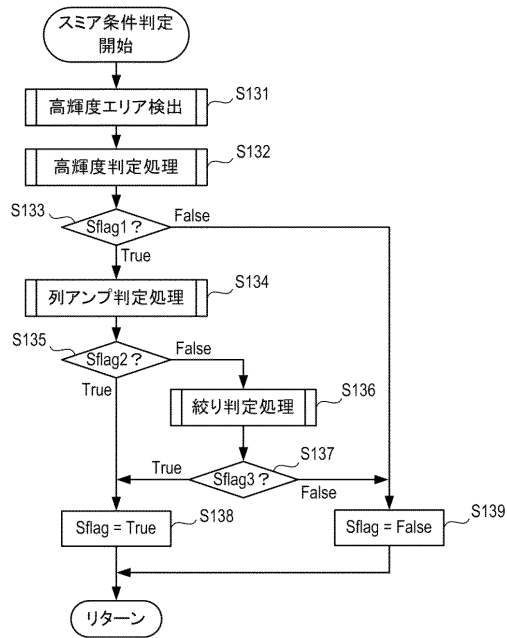 スミア条件判定
開始
高輝度エリア検出
S131
高輝度判定処理
S132
S133
Sflag1？
False
True
列アンプ判定処理
S134
S135
Sflag2？
False
True
絞り判定処理
S136
S137
True
Sflag3？
False
Sflag = True
S138
Sflag = False
S139
リターン